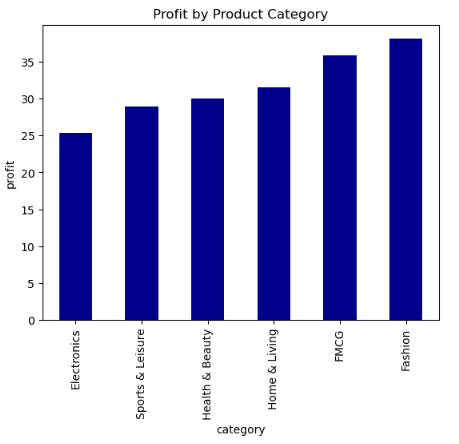 Profit by Product Category
profit
35
30
25
20
15
10
5
0
Electronics
Sports & Leisure
Health & Beauty
Home & Living
FMCG
Fashion
category